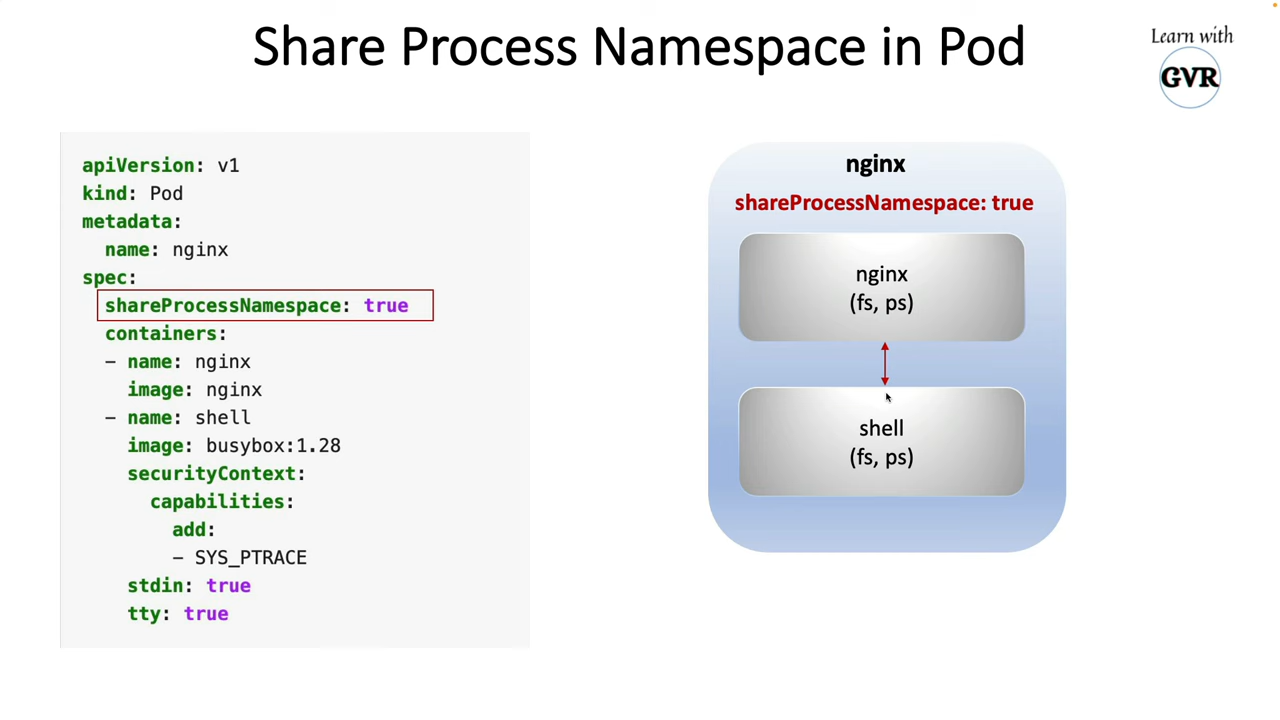 Share Process Namespace in Pod
Learn with
GVR
apiVersion: v1
kind: Pod
metadata:
  name: nginx
spec:
  shareProcessNamespace: true
  containers:
  - name: nginx
    image: nginx
  - name: shell
    image: busybox:1.28
    securityContext:
      capabilities:
        add:
        - SYS_PTRACE
    stdin: true
    tty: true
nginx
shareProcessNamespace: true
nginx
(fs, ps)
shell
(fs, ps)